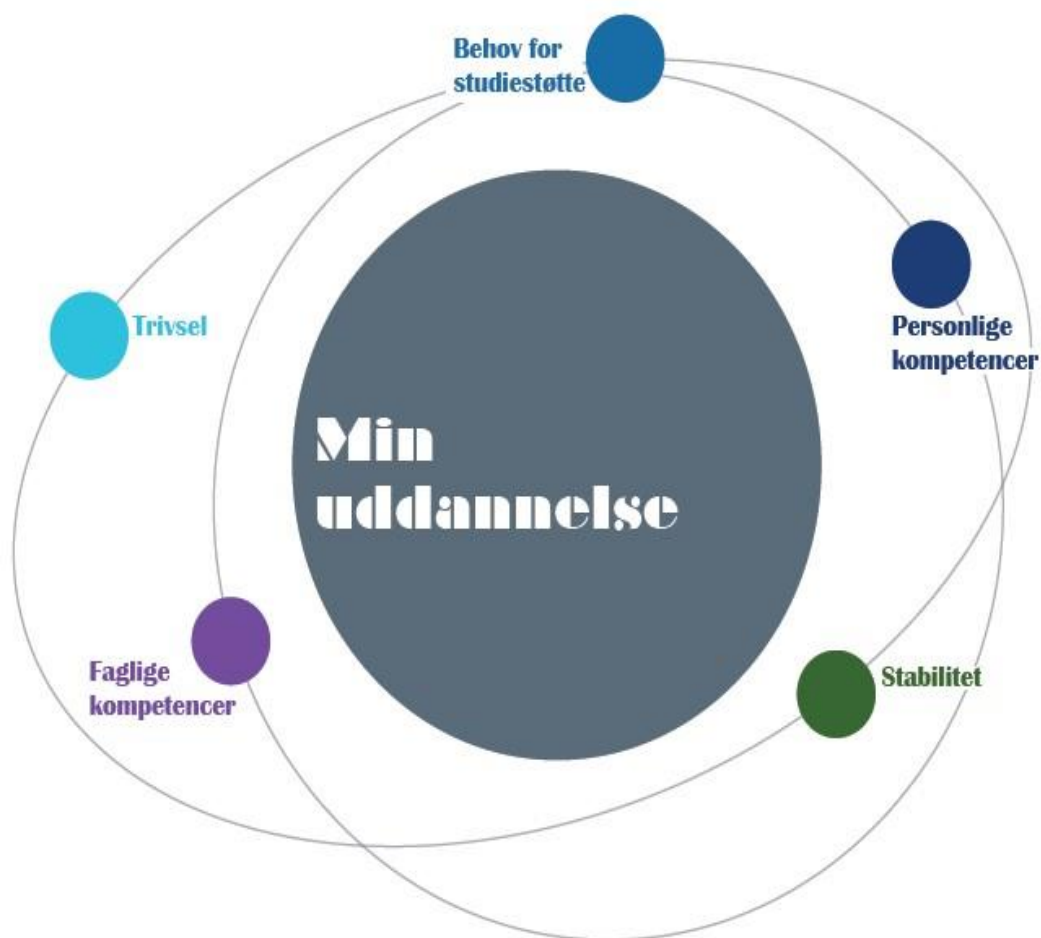 Behov for
studiestøtte
Trivsel
Personlige
kompetencer
Min
uddannelse
Faglige
kompetencer
Stabilitet